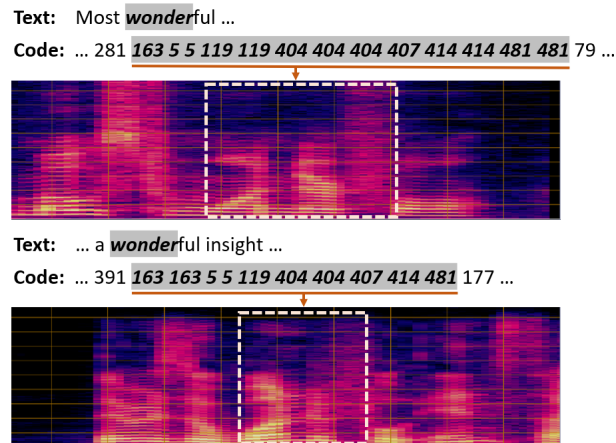 Text: Most wonderful ...
Code: ... 281 163 5 5 119 119 404 404 404 407 414 414 481 481 79 ...
Text: ... a wonderful insight ...
Code: ... 391 163 163 5 5 119 404 404 407 414 481 177 ...